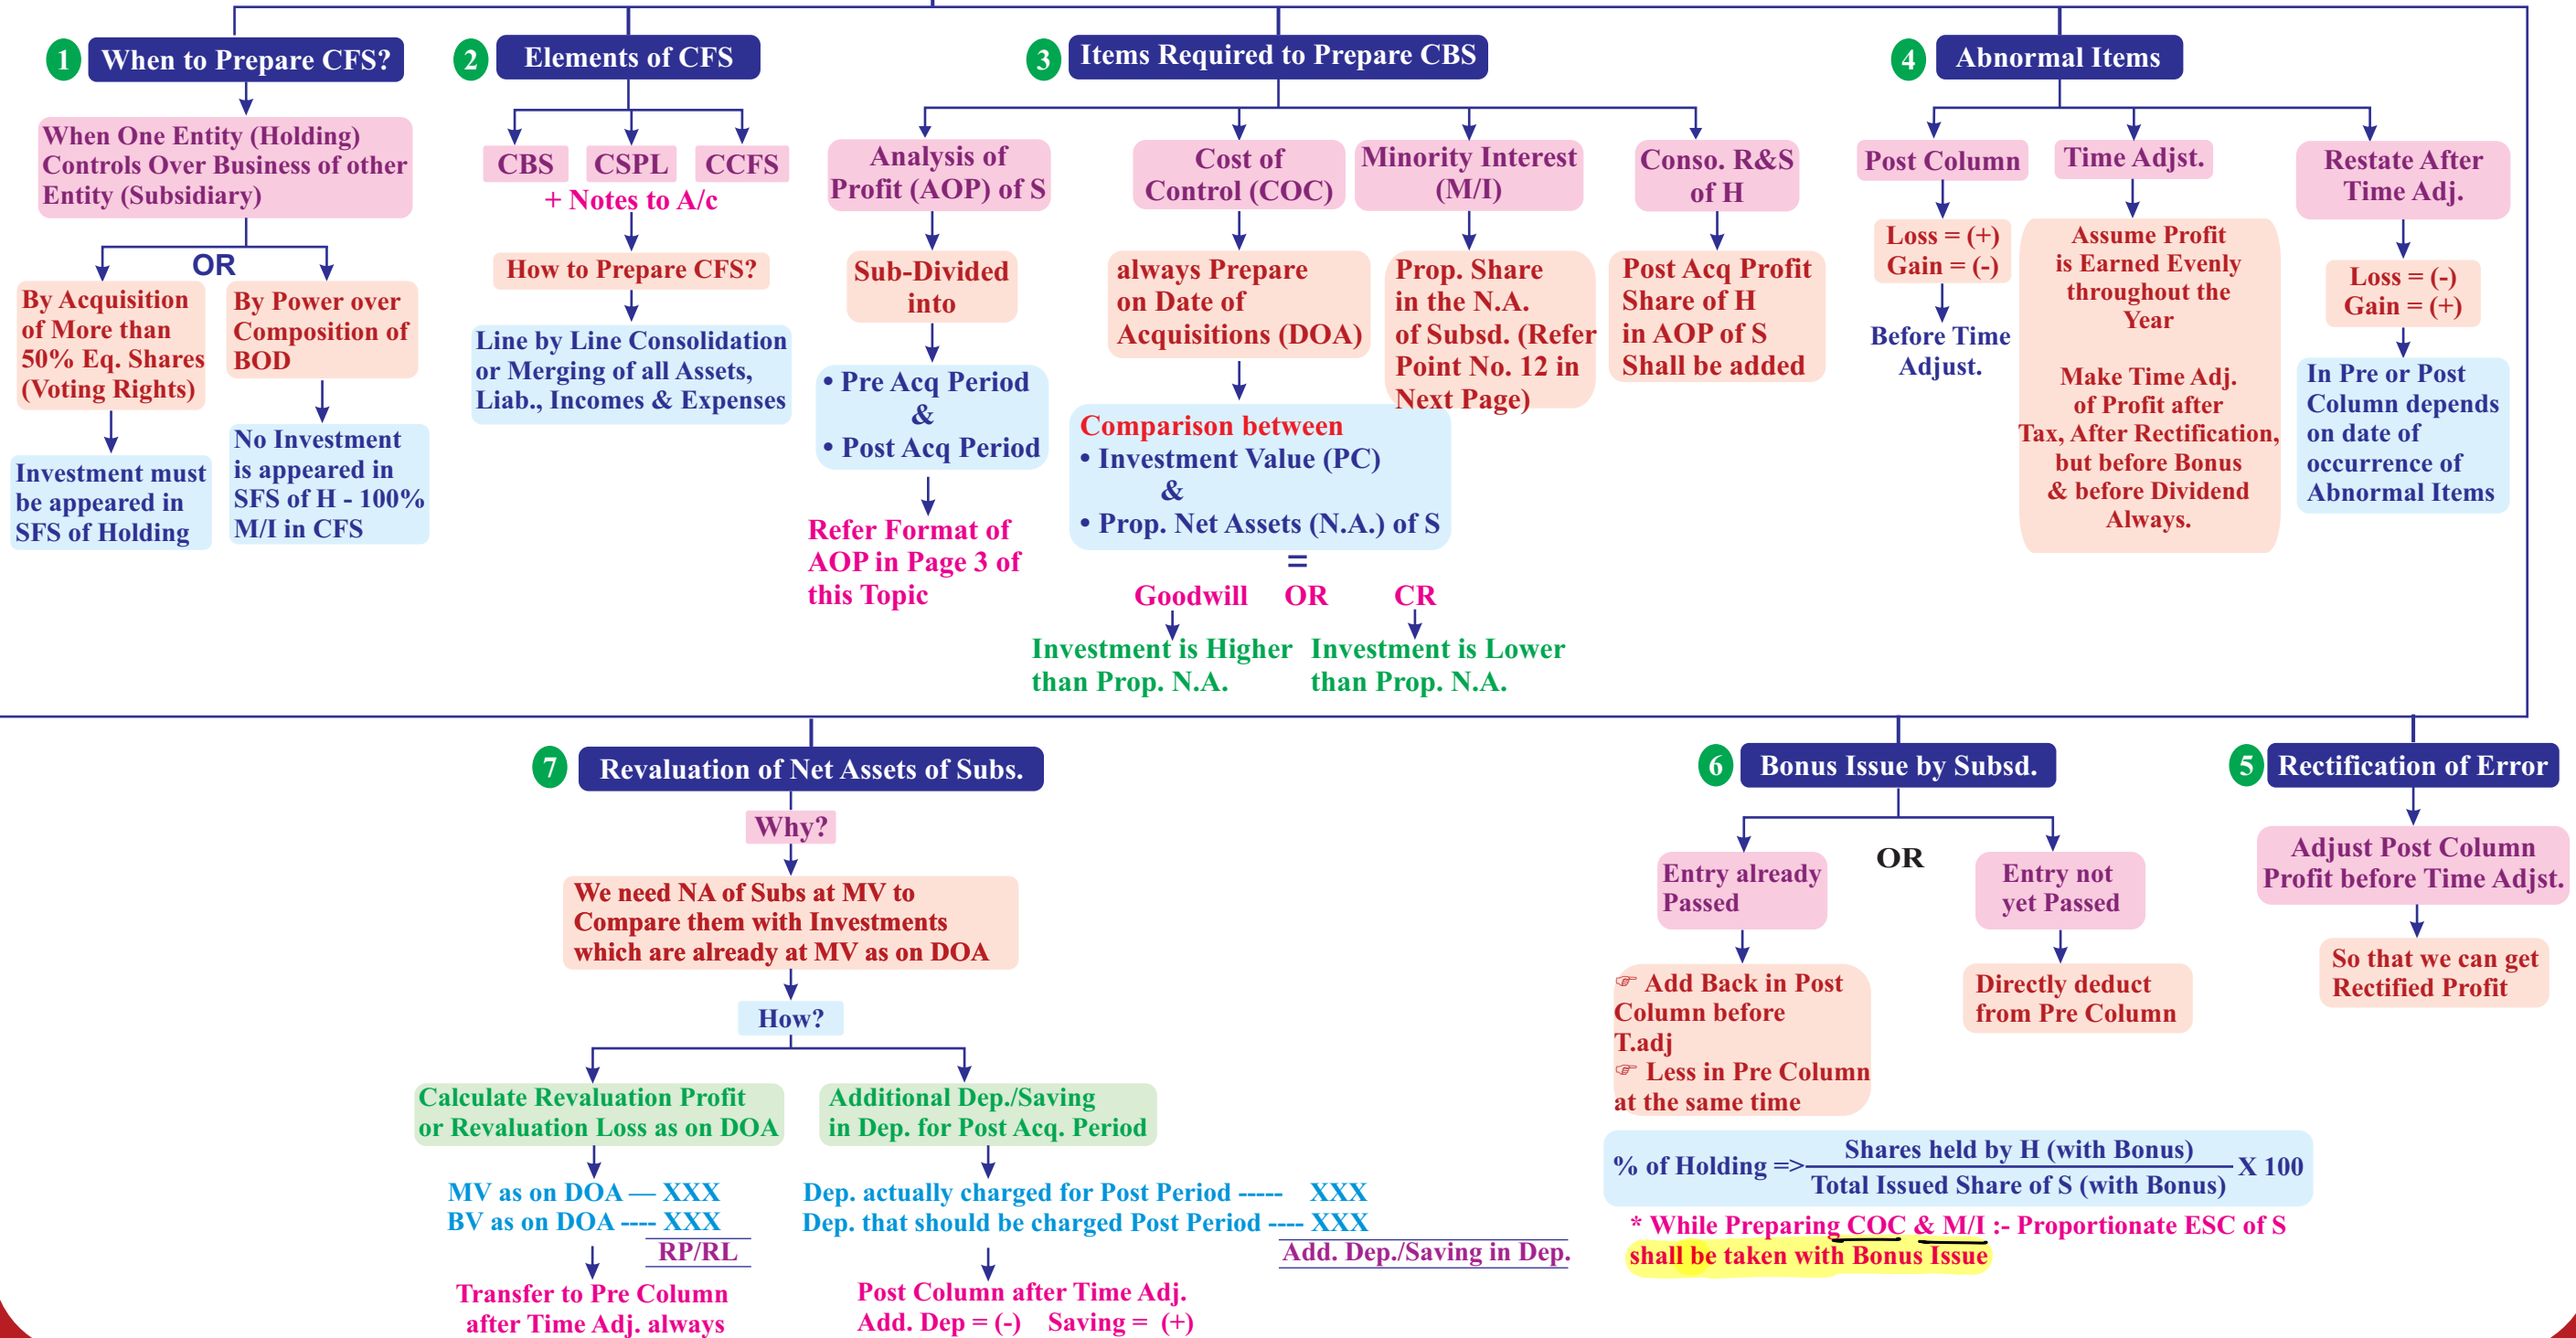 1 When to Prepare CFS?
When One Entity (Holding)
Controls Over Business of other
Entity (Subsidiary)
OR
By Acquisition
of More than
50% Eq. Shares
(Voting Rights)
Investment must
be appeared in
SFS of Holding
By Power over
Composition of
BOD
No Investment
is appeared in
SFS of H - 100%
M/I in CFS
2 Elements of CFS
CBS CSPL CCFS
+ Notes to A/c
How to Prepare CFS?
Line by Line Consolidation
or Merging of all Assets,
Liab., Incomes & Expenses
3 Items Required to Prepare CBS
Analysis of
Profit (AOP) of S
Sub-Divided
into
• Pre Acq Period
&
• Post Acq Period
Refer Format of
AOP in Page 3 of
this Topic
Cost of
Control (COC)
always Prepare
on Date of
Acquisitions (DOA)
Comparison between
• Investment Value (PC)
&
• Prop. Net Assets (N.A.) of S
=
Goodwill OR CR
Investment is Higher
than Prop. N.A.
Investment is Lower
than Prop. N.A.
Minority Interest
(M/I)
Prop. Share
in the N.A.
of Subsd. (Refer
Point No. 12 in
Next Page)
Conso. R&S
of H
Post Acq Profit
Share of H
in AOP of S
Shall be added
4 Abnormal Items
Post Column
Loss = (+)
Gain = (-)
Before Time
Adjust.
Time Adjst.
Assume Profit
is Earned Evenly
throughout the
Year
Make Time Adj.
of Profit after
Tax, After Rectification,
but before Bonus
& before Dividend
Always.
Restate After
Time Adj.
Loss = (-)
Gain = (+)
In Pre or Post
Column depends
on date of
occurrence of
Abnormal Items
7 Revaluation of Net Assets of Subs.
Why?
We need NA of Subs at MV to
Compare them with Investments
which are already at MV as on DOA
How?
Calculate Revaluation Profit
or Revaluation Loss as on DOA
MV as on DOA — XXX
BV as on DOA ---- XXX
RP/RL
Transfer to Pre Column
after Time Adj. always
Additional Dep./Saving
in Dep. for Post Acq. Period
Dep. actually charged for Post Period ----- XXX
Dep. that should be charged Post Period ---- XXX
Add. Dep./Saving in Dep.
Post Column after Time Adj.
Add. Dep = (-) Saving = (+)
6 Bonus Issue by Subsd.
OR
Entry already
Passed
☞ Add Back in Post
Column before
T.adj
☞ Less in Pre Column
at the same time
Entry not
yet Passed
Directly deduct
from Pre Column
Shares held by H (with Bonus)
% of Holding => X 100
Total Issued Share of S (with Bonus)
* While Preparing COC & M/I :- Proportionate ESC of S
shall be taken with Bonus Issue
5 Rectification of Error
Adjust Post Column
Profit before Time Adjst.
So that we can get
Rectified Profit